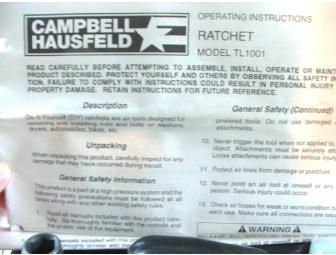 CAMPBELL
HAUSFELD
OPERATING INSTRUCTIONS
RATCHET
MODEL TL1001
READ CAREFULLY BEFORE ATTEMPTING TO ASSEMBLE, INSTALL, OPERATE OR MAINT
PRODUCT DESCRIBED. PROTECT YOURSELF AND OTHERS BY OBSERVING ALL SAFETY IN
TION. FAILURE TO COMPLY WITH INSTRUCTIONS COULD RESULT IN PERSONAL INJURY
PROPERTY DAMAGE. RETAIN INSTRUCTIONS FOR FUTURE REFERENCE.
Description
Do It Yourself (DIY) ratchets are air tools designed for
removing and installing nuts and bolts on washers,
dryers, automobiles, bikes, etc.
Unpacking
When unpacking this product, carefully inspect for any
damage that may have occurred during transit.
General Safety Information
This product is a part of a high pressure system and the
following safety precautions must be followed at all
times along with any other existing safety rules.
1. Read all manuals included with this product care-
fully. Be thoroughly familiar with the controls and
the proper use of the equipment.
General Safety (Continued)
powered tools. Do not use damaged
attachments.
10. Never trigger the tool when not applied to
object. Attachments must be securely att
Loose attachments can cause serious injur
11. Protect air lines from damage or puncture
12. Never point an air tool at oneself or an
person. Serious injury could occur.
13. Check air hoses for weak or worn condition be
each use. Make sure all connections are sec
WARNING